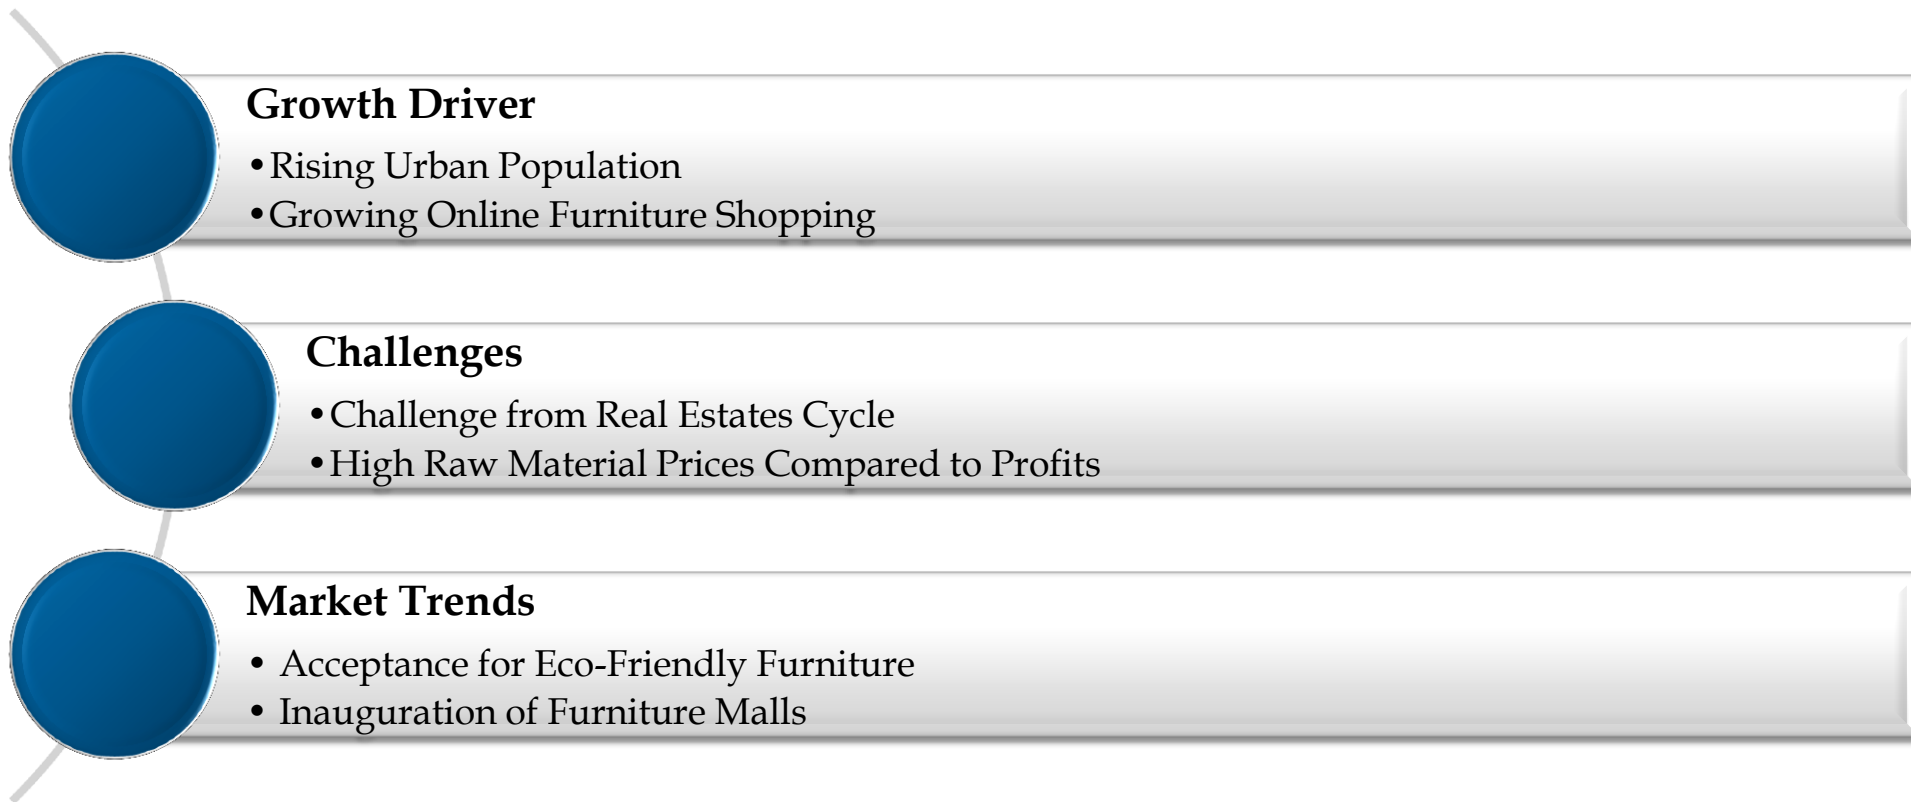 Growth Driver
•Rising Urban Population
•Growing Online Furniture Shopping
Challenges
•Challenge from Real Estates Cycle
•High Raw Material Prices Compared to Profits
Market Trends
• Acceptance for Eco-Friendly Furniture
• Inauguration of Furniture Malls